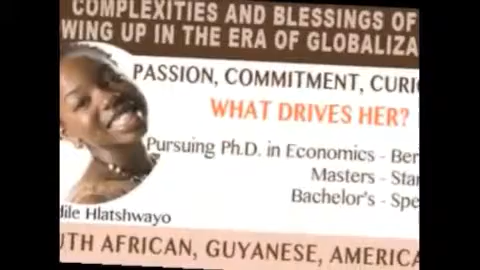 COMPLEXITIES AND BLESSINGS OF
WING UP IN THE ERA OF GLOBALIZA
PASSION, COMMITMENT, CURI
WHAT DRIVES HER?
Pursuing Ph.D. in Economics - Ber
Masters - Stan
Bachelor's - Spe
dile Hlatshwayo
UTH AFRICAN, GUYANESE, AMERICA